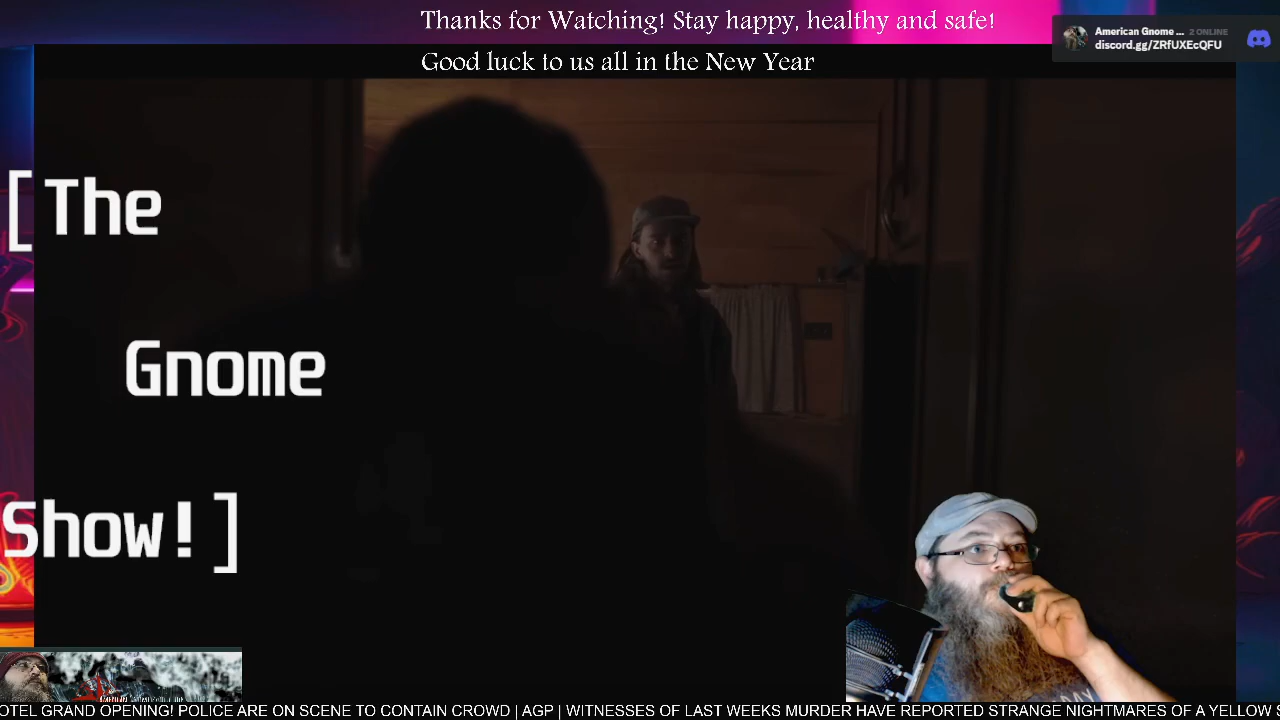 Thanks for Watching! Stay happy, healthy and safe!
Good luck to us all in the New Year
American Gnome ... 2 ONLINE
discord.gg/ZRfUXEcQFU
[The
Gnome
Show!]
OTEL GRAND OPENING! POLICE ARE ON SCENE TO CONTAIN CROWD | AGP | WITNESSES OF LAST WEEKS MURDER HAVE REPORTED STRANGE NIGHTMARES OF A YELLOW S